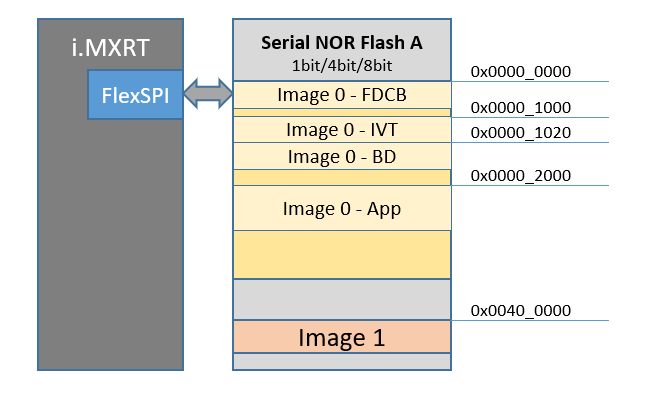 i.MXRT
FlexSPI
Serial NOR Flash A
1bit/4bit/8bit
0x0000_0000
Image 0 - FDCB
0x0000_1000
Image 0 - IVT
0x0000_1020
Image 0 - BD
0x0000_2000
Image 0 - App
0x0040_0000
Image 1